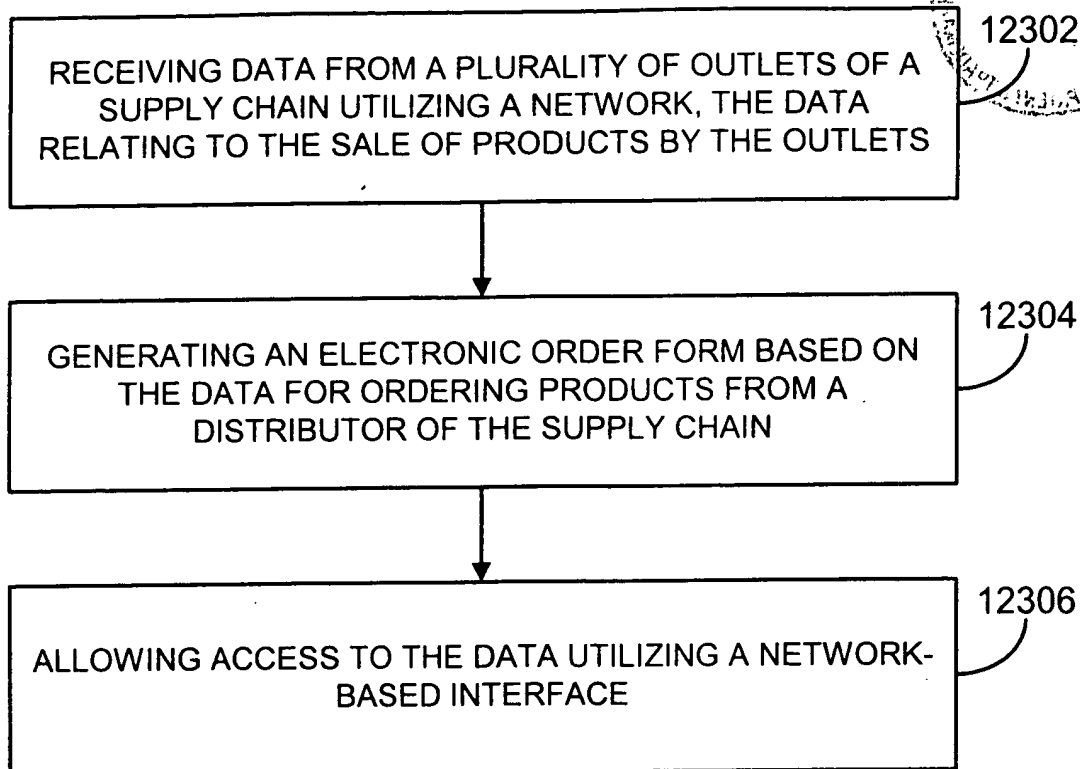 12302
RECEIVING DATA FROM A PLURALITY OF OUTLETS OF A
SUPPLY CHAIN UTILIZING A NETWORK, THE DATA
RELATING TO THE SALE OF PRODUCTS BY THE OUTLETS
12304
GENERATING AN ELECTRONIC ORDER FORM BASED ON
THE DATA FOR ORDERING PRODUCTS FROM A
DISTRIBUTOR OF THE SUPPLY CHAIN
12306
ALLOWING ACCESS TO THE DATA UTILIZING A NETWORK-
BASED INTERFACE